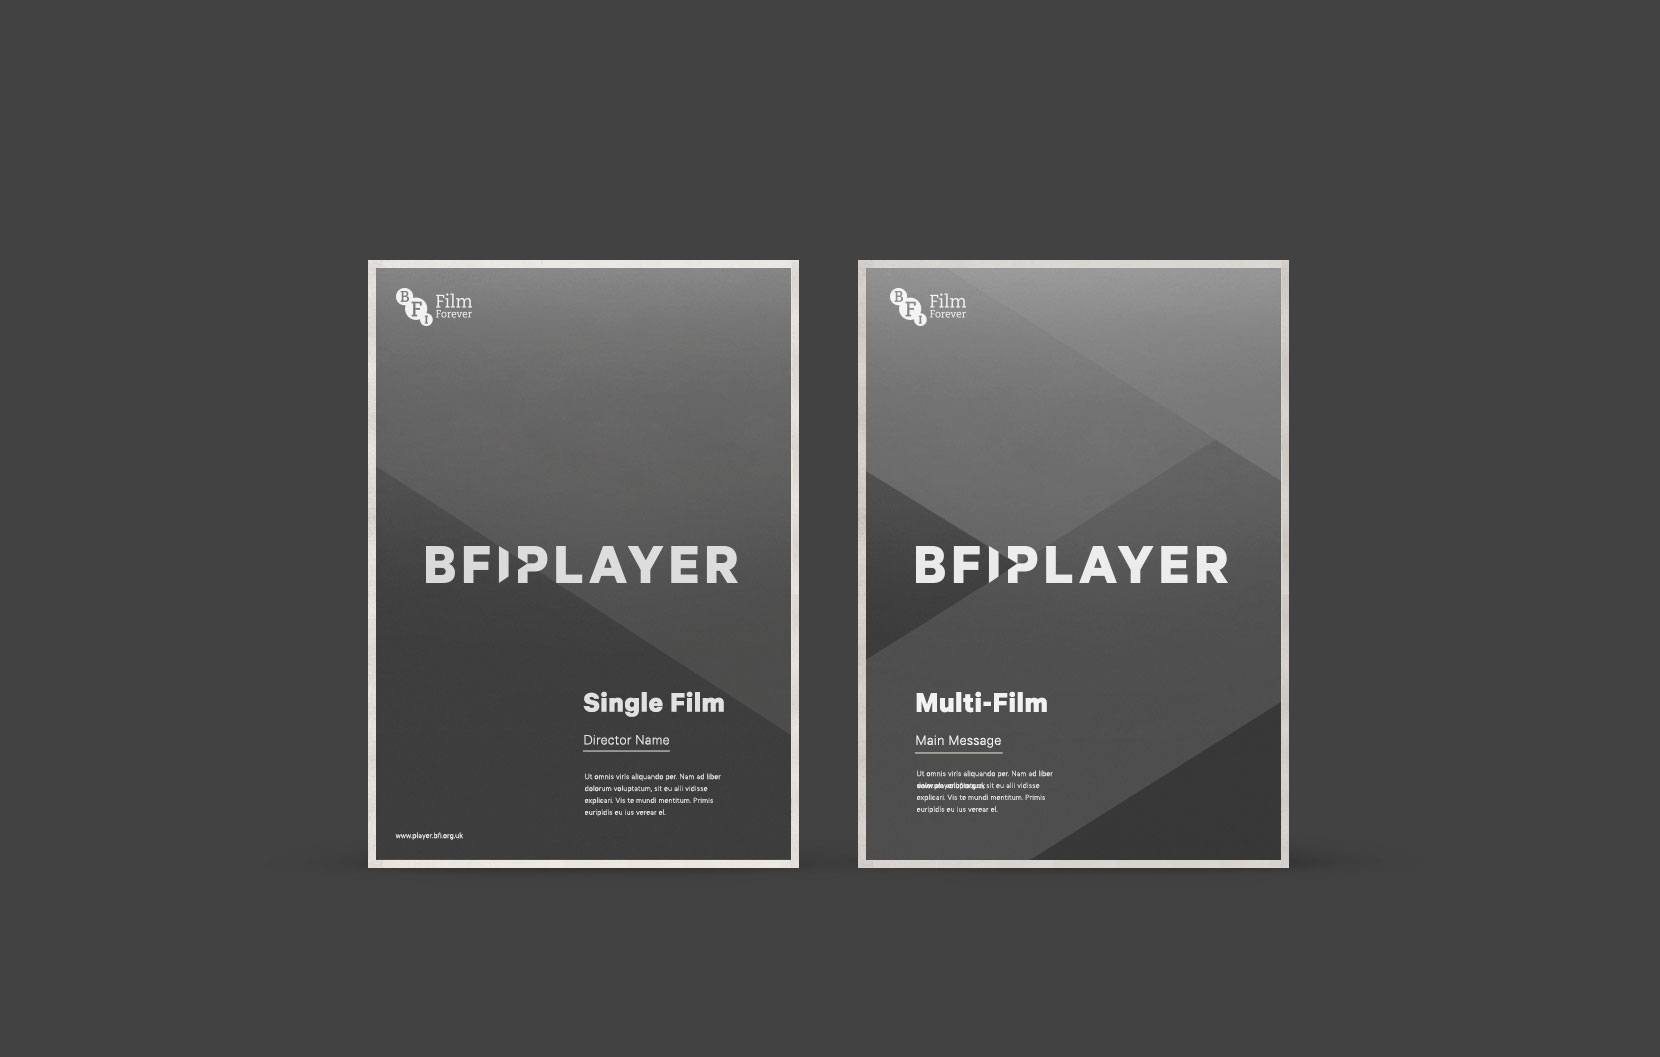 B F I Film
Forever
BFIPLAYER
Single Film
Director Name
Ut omnis viris aliquando per. Nam ad liber
dolorum voluptatum, sit eu alii vidisse
explicari. Vis te mundi mentitum. Primis
euripidis eu ius verear el.
www.player.bfi.org.uk
B F I Film
Forever
BFIPLAYER
Multi-Film
Main Message
Ut omnis viris aliquando per. Nam ad liber
sit eu alii vidisse
explicari. Vis te mundi mentitum. Primis
euripidis eu ius verear el.